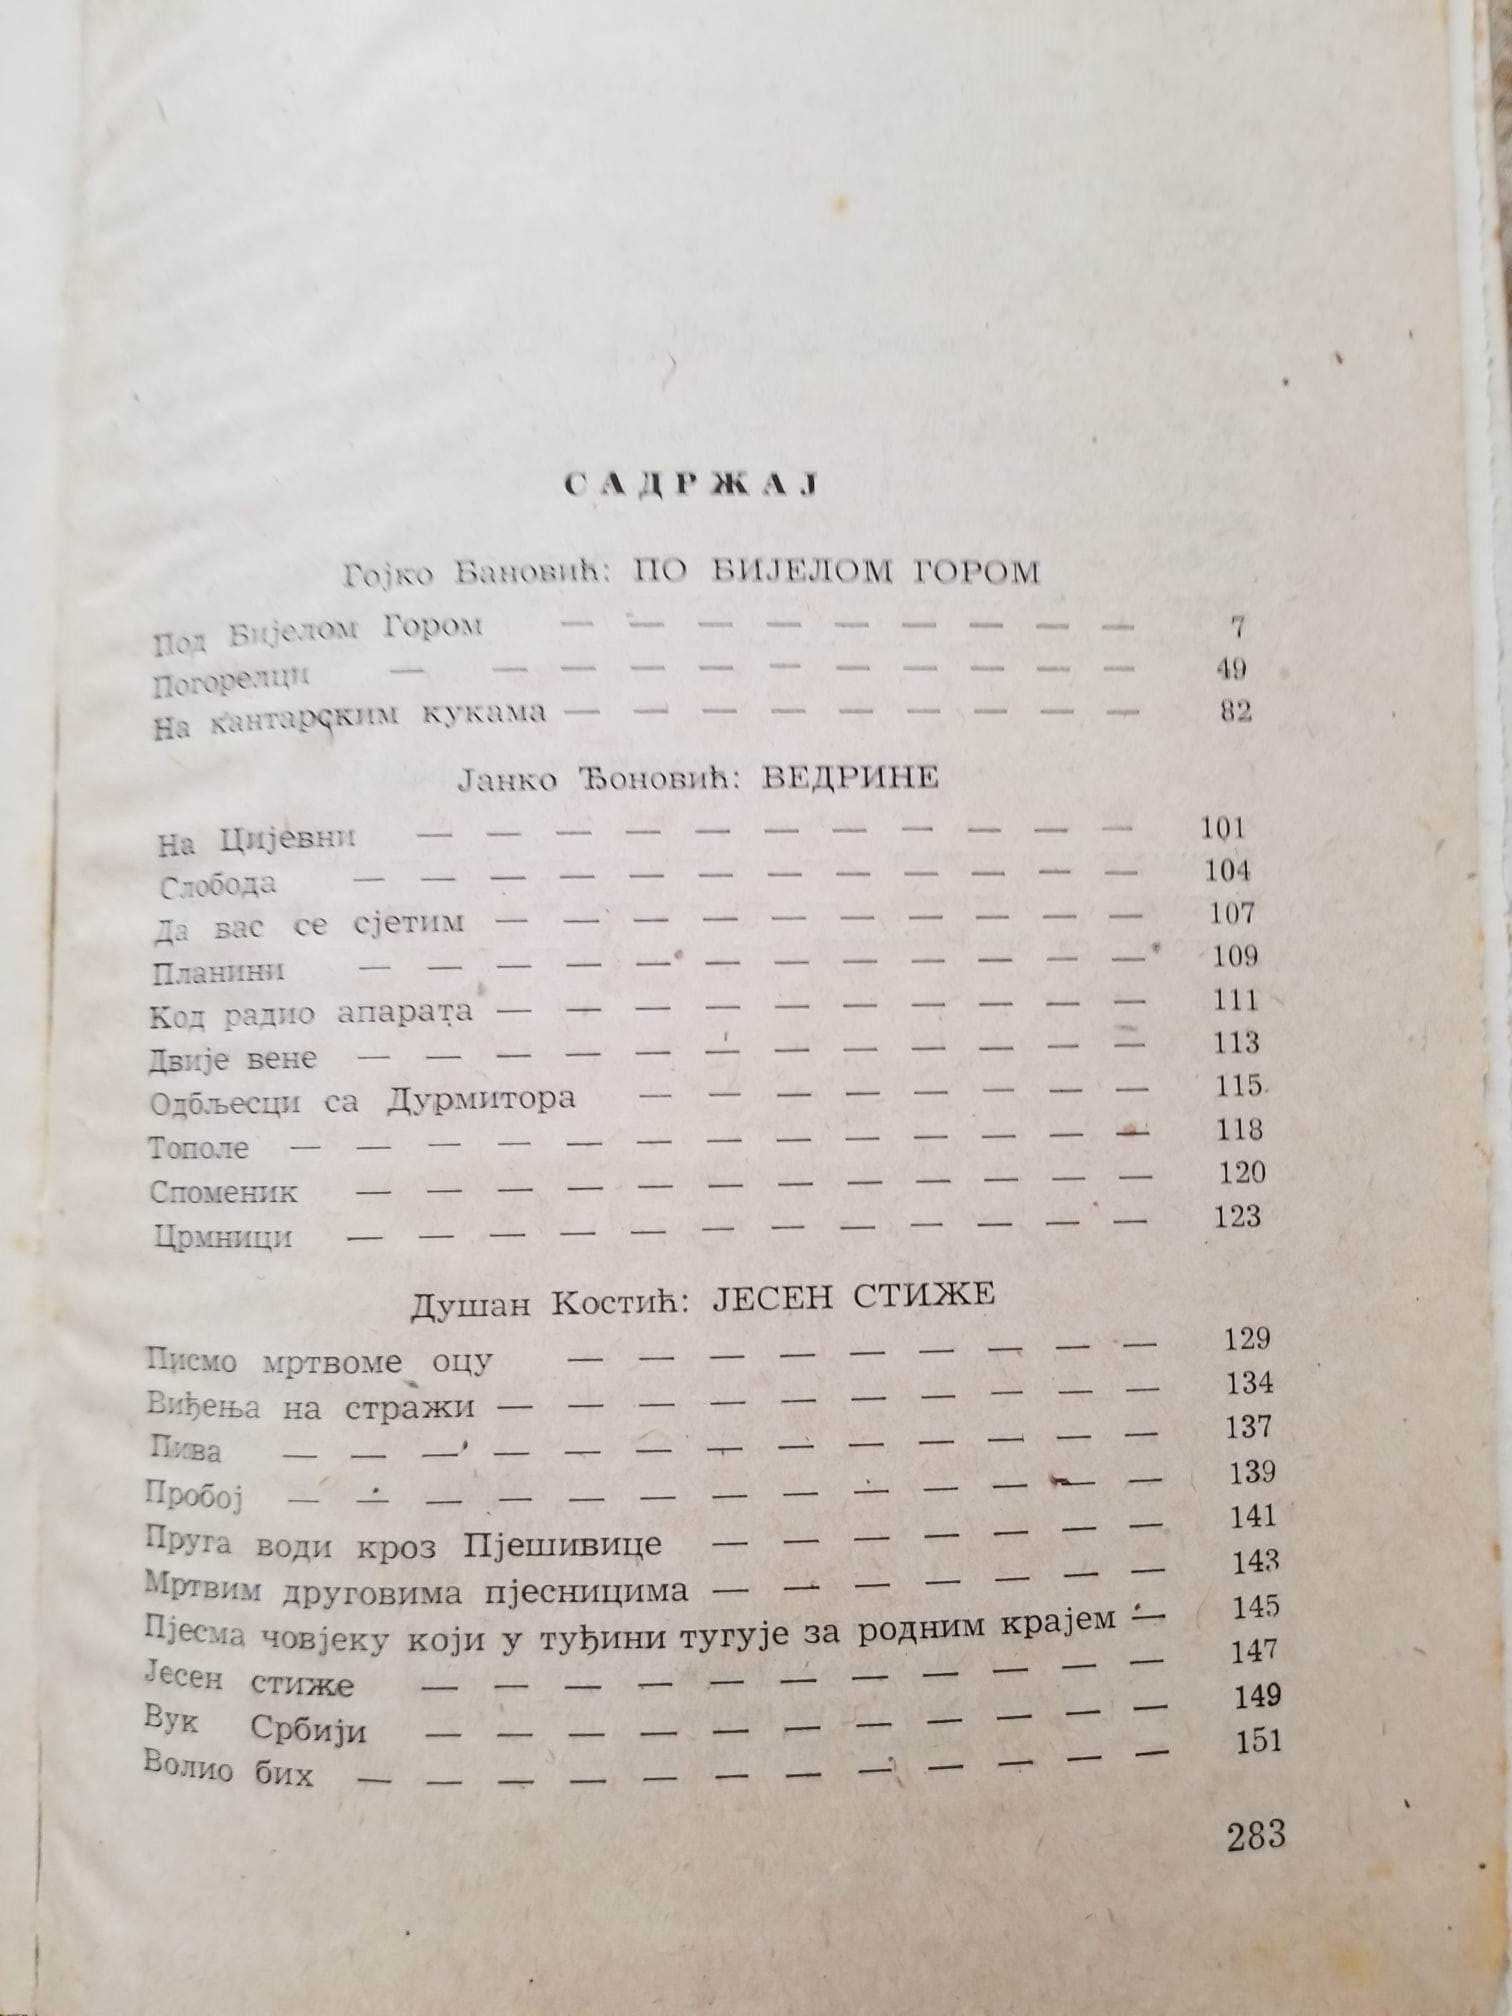 САДРЖАЈ
Гојко Бановић: ПО БИЈЕЛОМ ГОРОМ
Под Бијелом Гором — — — — — — — — — 7
Погорелци — — — — — — — — — — — 49
На кантарским кукама — — — — — — — — — 82
Јанко Ђоновић: ВЕДРИНЕ
На Цијевни — — — — — — — — — — — 101
Слобода — — — — — — — — — — — — 104
Да вас се сјетим — — — — — — — — — — 107
Планини — — — — — — — — — — — — 109
Код радио апарата — — — — — — — — — — 111
Двије вене — — — — — — — — — — — — 113
Одбљесци са Дурмитора — — — — — — — — 115
Тополе — — — — — — — — — — — — — 118
Споменик — — — — — — — — — — — — 120
Црмници — — — — — — — — — — — — 123
Душан Костић: ЈЕСЕН СТИЖЕ
Писмо мртвоме оцу — — — — — — — — — 129
Виђења на стражи — — — — — — — — — — 134
Пива — — — — — — — — — — — — — 137
Пробој — — — — — — — — — — — — — 139
Пруга води кроз Пјешивице — — — — — — — 141
Мртвим друговима пјесницима — — — — — — — 143
Пјесма човјеку који у туђини тугује за родним крајем — 145
Јесен стиже — — — — — — — — — — — 147
Вук Србији — — — — — — — — — — — 149
Волио бих — — — — — — — — — — — — 151
283